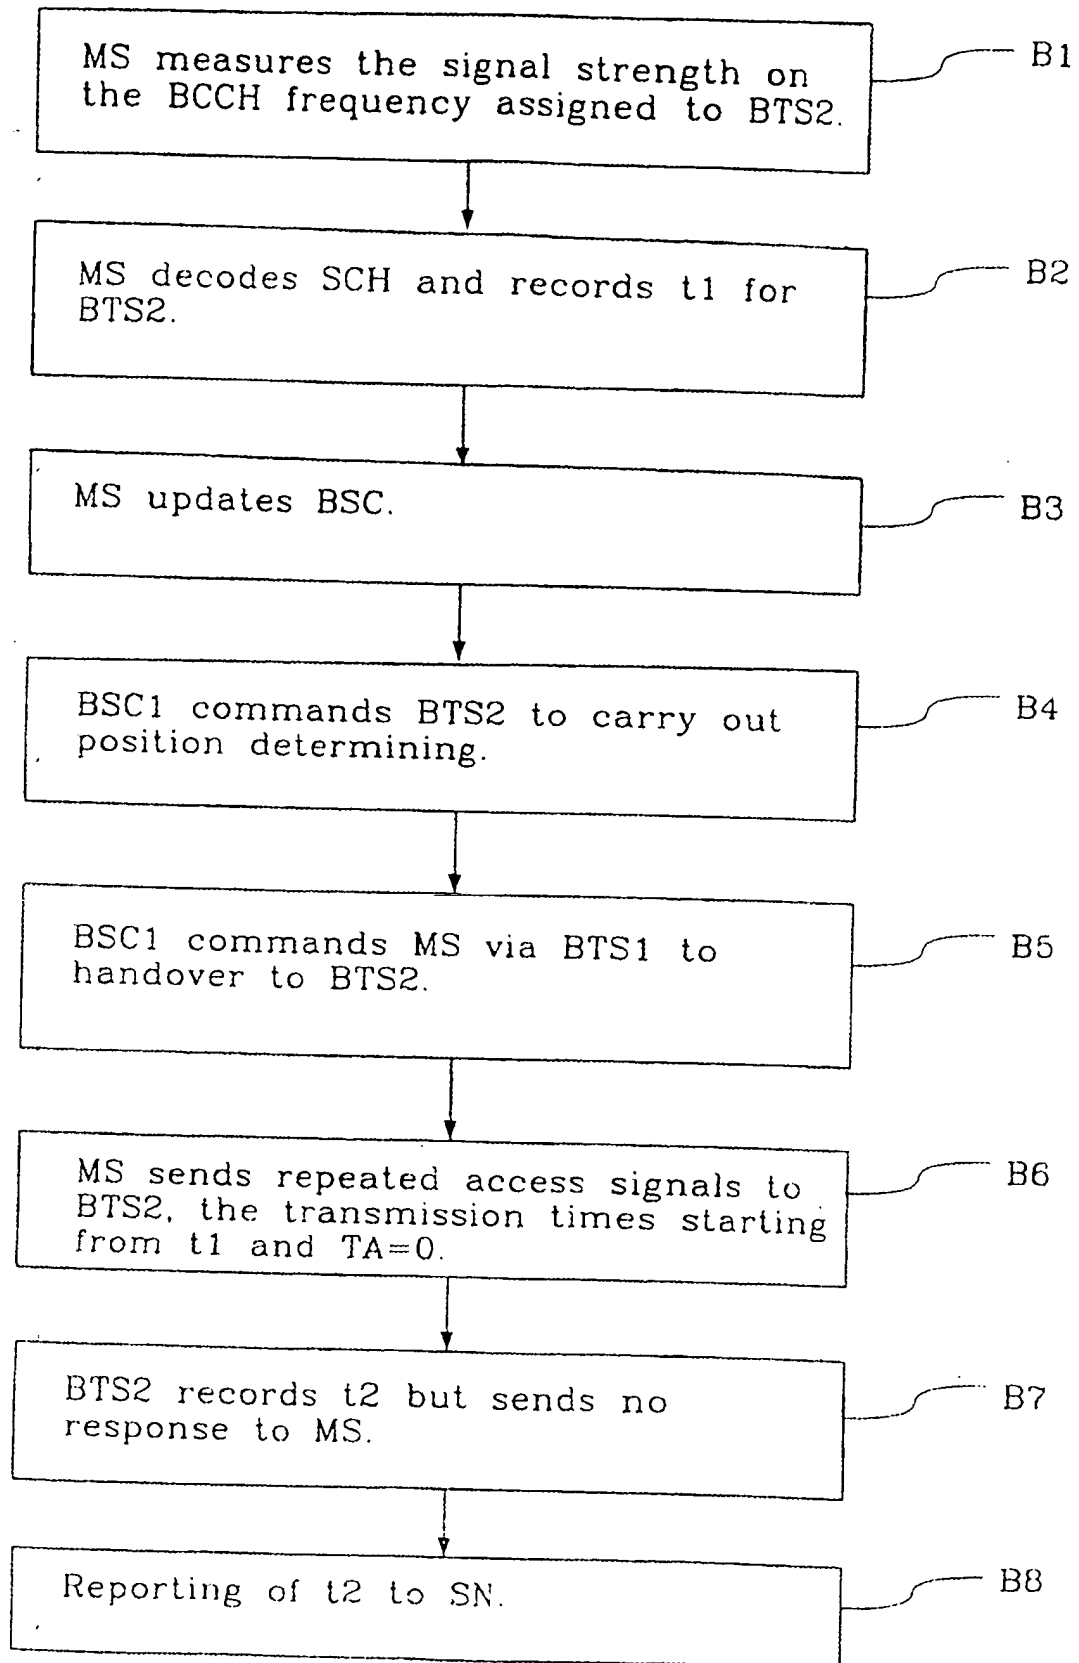 MS measures the signal strength on
the BCCH frequency assigned to BTS2.
B1
MS decodes SCH and records t1 for
BTS2.
B2
MS updates BSC.
B3
BSC1 commands BTS2 to carry out
position determining.
B4
BSC1 commands MS via BTS1 to
handover to BTS2.
B5
MS sends repeated access signals to
BTS2, the transmission times starting
from t1 and TA=0.
B6
BTS2 records t2 but sends no
response to MS.
B7
Reporting of t2 to SN.
B8